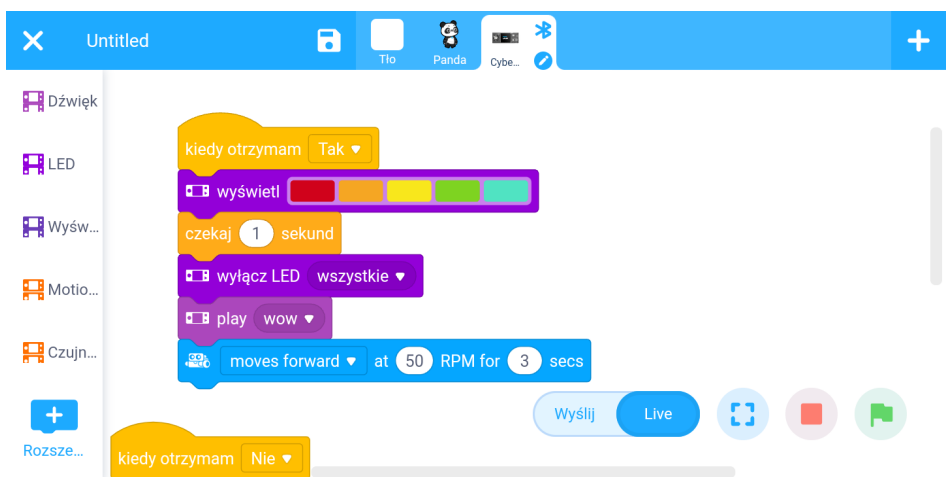 Untitled
Tło
Panda
Cybe...
Dźwięk
LED
Wyśw...
Motio...
Czujn...
Rozsze...
kiedy otrzymam Tak
wyświetl
czekaj 1 sekund
wyłącz LED wszystkie
play wow
moves forward at 50 RPM for 3 secs
Wyślij Live
kiedy otrzymam Nie